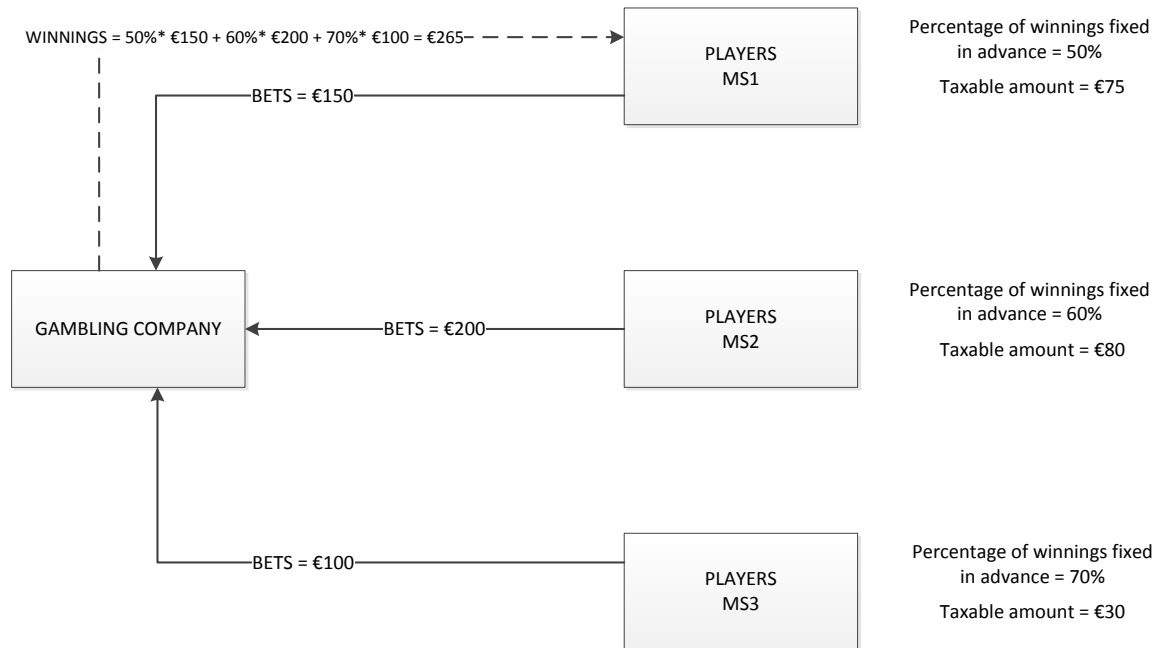 WINNINGS = 50%* €150 + 60%* €200 + 70%* €100 = €265
PLAYERS
MS1
Percentage of winnings fixed
in advance = 50%
Taxable amount = €75
BETS = €150
GAMBLING COMPANY
BETS = €200
PLAYERS
MS2
Percentage of winnings fixed
in advance = 60%
Taxable amount = €80
BETS = €100
PLAYERS
MS3
Percentage of winnings fixed
in advance = 70%
Taxable amount = €30